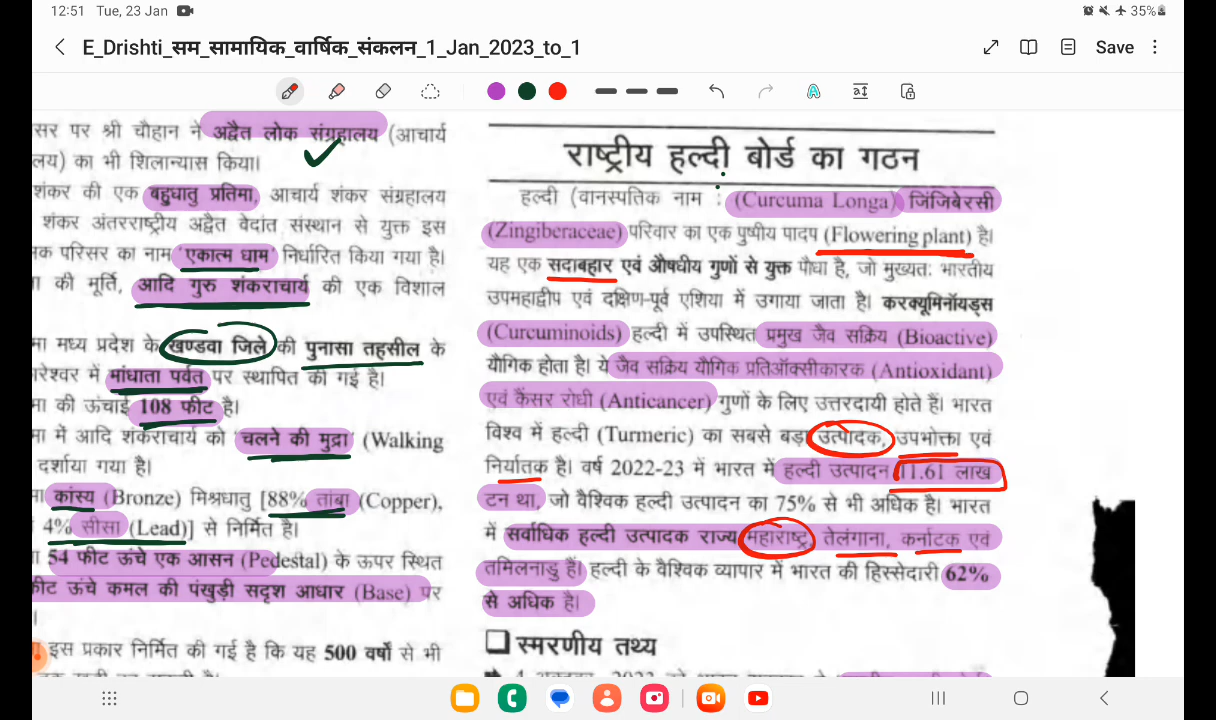 12:51 Tue, 23 Jan
35%
E_Drishti_सम_सामायिक_वार्षिक_संकलन_1_Jan_2023_to_1
Save
सर पर श्री चौहान ने अद्वैत लोक संग्रहालय (आचार्य
लय) का भी शिलान्यास किया।
शंकर की एक बहुधातु प्रतिमा, आचार्य शंकर संग्रहालय
शंकर अंतरराष्ट्रीय अद्वैत वेदांत संस्थान से युक्त इस
मक परिसर का नाम 'एकात्म धाम' निर्धारित किया गया है।
ा की मूर्ति, आदि गुरु शंकराचार्य की एक विशाल
मा मध्य प्रदेश के खण्डवा जिले की पुनासा तहसील के
ारेश्वर में मांधाता पर्वत पर स्थापित की गई है।
मा की ऊंचाई 108 फीट है।
मा में आदि शंकराचार्य को चलने की मुद्रा (Walking
दर्शाया गया है।
मा कांस्य (Bronze) मिश्रधातु [88% तांबा (Copper),
4% सीसा (Lead)] से निर्मित है।
54 फीट ऊंचे एक आसन (Pedestal) के ऊपर स्थित
फीट ऊंचे कमल की पंखुड़ी सदृश आधार (Base) पर
।
इस प्रकार निर्मित की गई है कि यह 500 वर्षों से भी
राष्ट्रीय हल्दी बोर्ड का गठन
हल्दी (वानस्पतिक नाम : (Curcuma Longa) जिंजिबेरसी
(Zingiberaceae) परिवार का एक पुष्पीय पादप (Flowering plant) है।
यह एक सदाबहार एवं औषधीय गुणों से युक्त पौधा है, जो मुख्यतः भारतीय
उपमहाद्वीप एवं दक्षिण-पूर्व एशिया में उगाया जाता है। करक्यूमिनॉयड्स
(Curcuminoids) हल्दी में उपस्थित प्रमुख जैव सक्रिय (Bioactive)
यौगिक होता है। ये जैव सक्रिय यौगिक प्रतिऑक्सीकारक (Antioxidant)
एवं कैंसर रोधी (Anticancer) गुणों के लिए उत्तरदायी होते हैं। भारत
विश्व में हल्दी (Turmeric) का सबसे बड़ा उत्पादक, उपभोक्ता एवं
निर्यातक है। वर्ष 2022-23 में भारत में हल्दी उत्पादन 11.61 लाख
टन था, जो वैश्विक हल्दी उत्पादन का 75% से भी अधिक है। भारत
में सर्वाधिक हल्दी उत्पादक राज्य महाराष्ट्र, तेलंगाना, कर्नाटक एवं
तमिलनाडु हैं। हल्दी के वैश्विक व्यापार में भारत की हिस्सेदारी 62%
से अधिक है।
स्मरणीय तथ्य